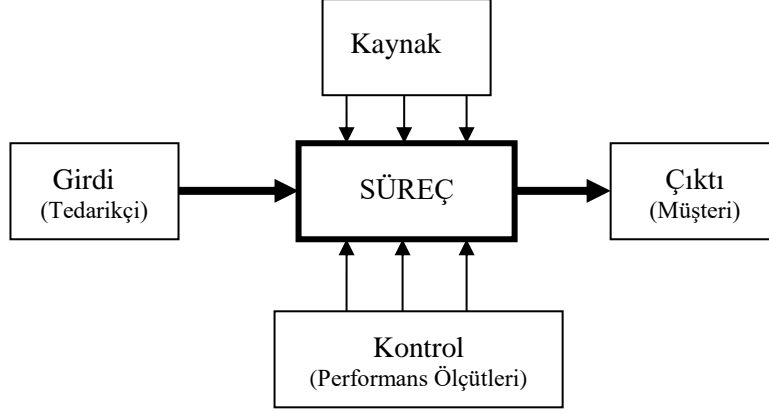 Kaynak
Girdi
(Tedarikçi)
SÜREÇ
Çıktı
(Müşteri)
Kontrol
(Performans Ölçütleri)